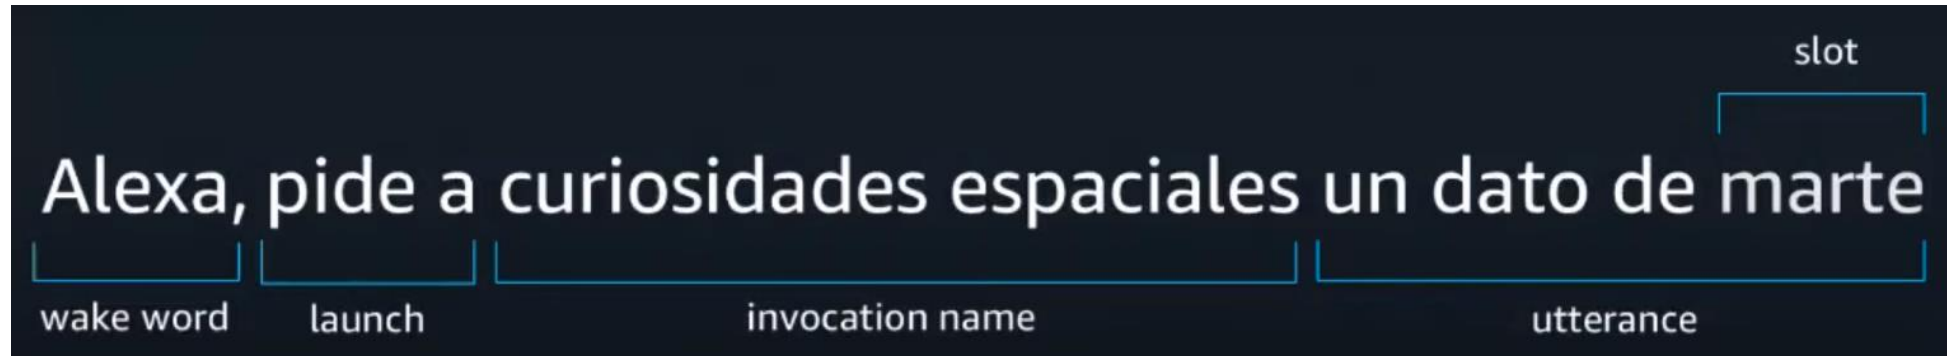 slot
Alexa, pide a curiosidades espaciales un dato de marte
wake word launch invocation name utterance